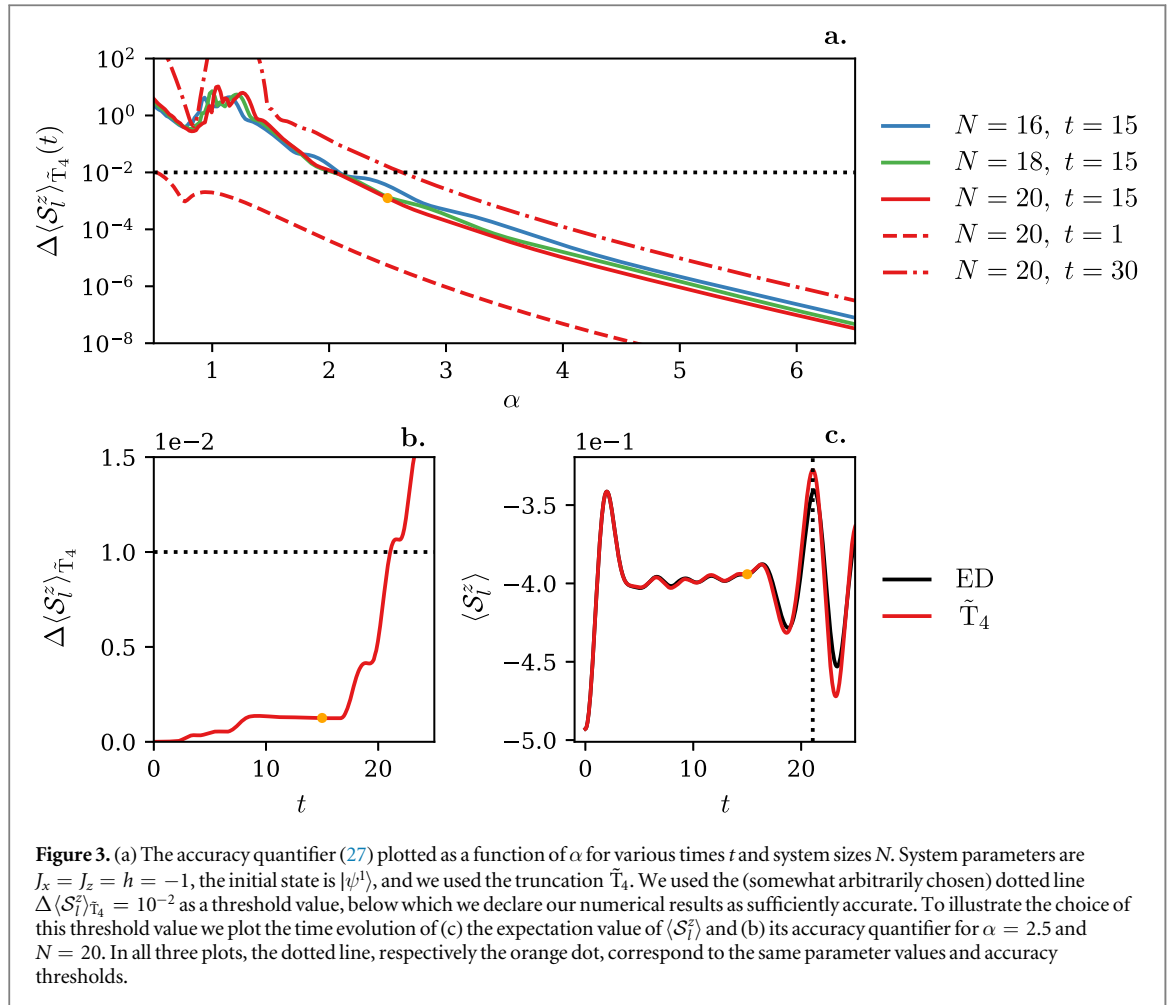 a.
10^2
10^0
10^−2
10^−4
10^−6
10^−8
Δ⟨S_l^z⟩_{T̃_4}(t)
1 2 3 4 5 6
α
N = 16, t = 15
N = 18, t = 15
N = 20, t = 15
N = 20, t = 1
N = 20, t = 30
1e−2 b.
1.5
1.0
0.5
0.0
Δ⟨S_l^z⟩_{T̃_4}
0 10 20
t
1e−1 c.
−3.5
−4.0
−4.5
−5.0
⟨S_l^z⟩
0 10 20
t
ED
T̃_4
Figure 3. (a) The accuracy quantifier (27) plotted as a function of α for various times t and system sizes N. System parameters are
J_x = J_z = h = −1, the initial state is |ψ^1⟩, and we used the truncation T̃_4. We used the (somewhat arbitrarily chosen) dotted line
Δ⟨S_l^z⟩_{T̃_4} = 10^−2 as a threshold value, below which we declare our numerical results as sufficiently accurate. To illustrate the choice of
this threshold value we plot the time evolution of (c) the expectation value of ⟨S_l^z⟩ and (b) its accuracy quantifier for α = 2.5 and
N = 20. In all three plots, the dotted line, respectively the orange dot, correspond to the same parameter values and accuracy
thresholds.